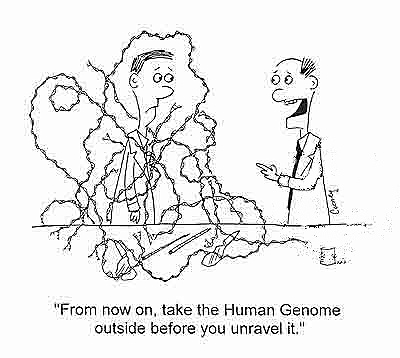 "From now on, take the Human Genome
outside before you unravel it."